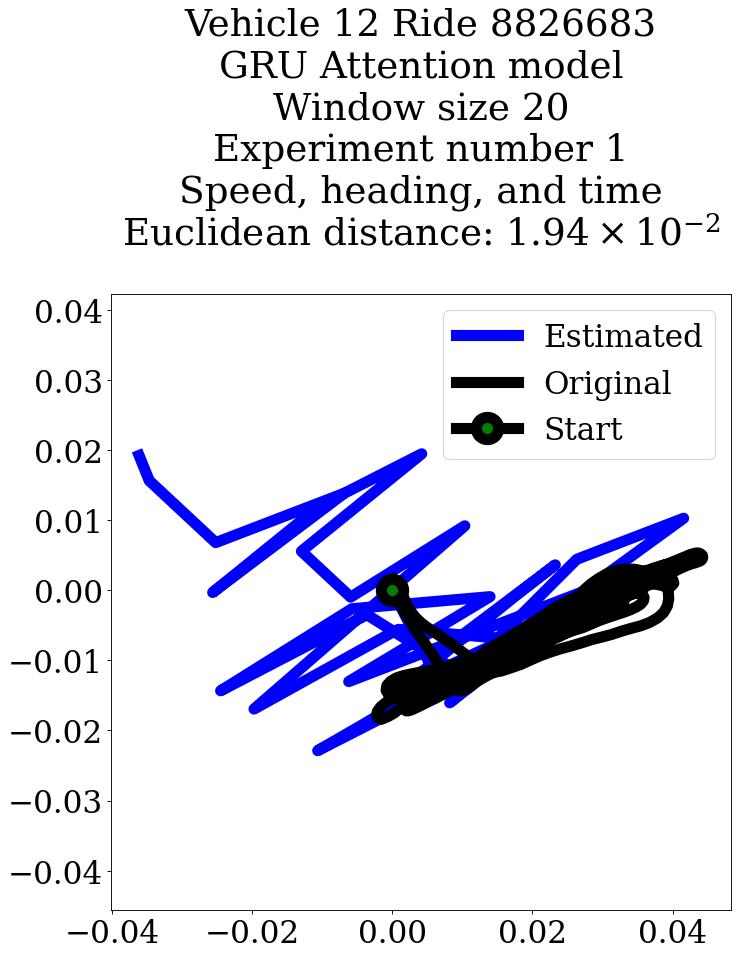 Vehicle 12 Ride 8826683
GRU Attention model
Window size 20
Experiment number 1
Speed, heading, and time
Euclidean distance: 1.94 × 10⁻²
Estimated
Original
Start
0.04
0.03
0.02
0.01
0.00
−0.01
−0.02
−0.03
−0.04
−0.04 −0.02 0.00 0.02 0.04